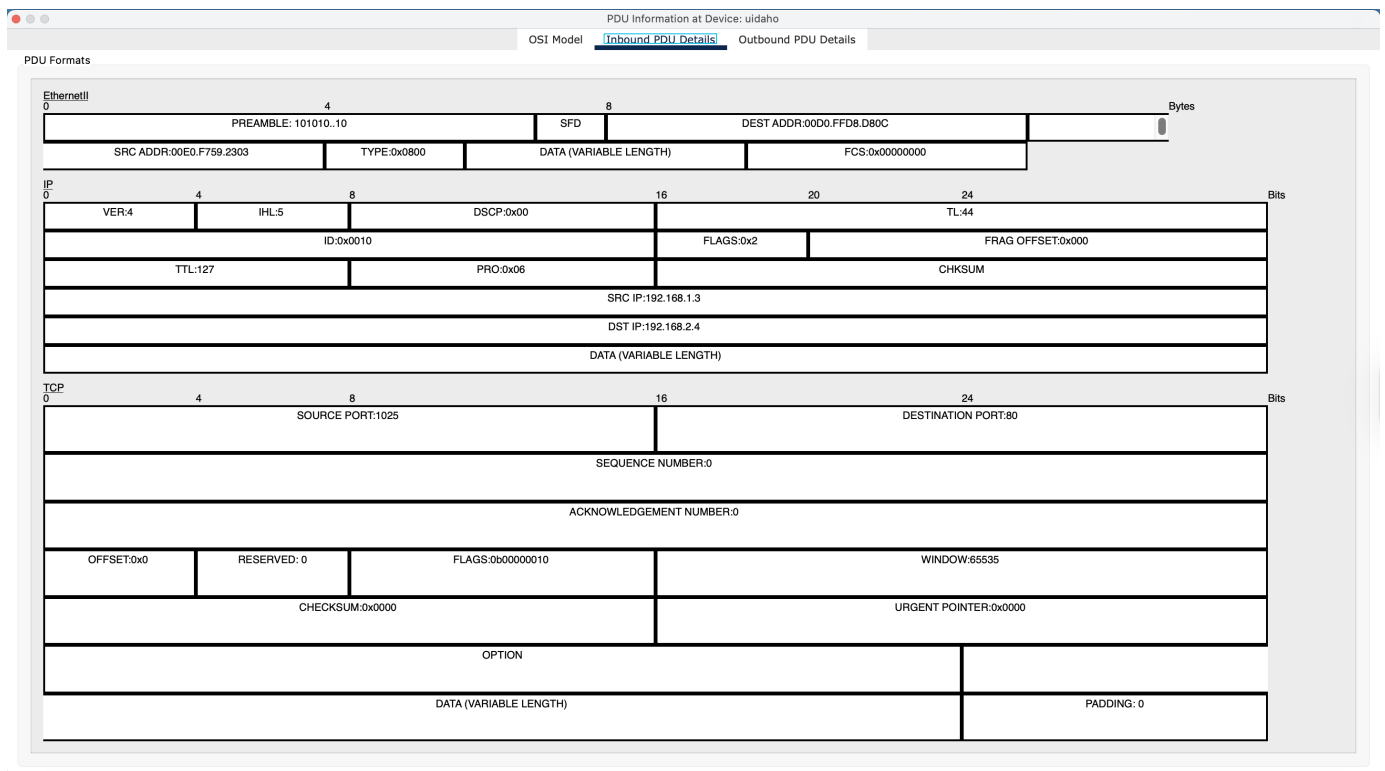 PDU Information at Device: uidaho
OSI Model Inbound PDU Details Outbound PDU Details
PDU Formats
EthernetII
0 4 8 Bytes
PREAMBLE: 101010..10 SFD DEST ADDR:00D0.FFD8.D80C
SRC ADDR:00E0.F759.2303 TYPE:0x0800 DATA (VARIABLE LENGTH) FCS:0x00000000
IP
0 4 8 16 20 24 Bits
VER:4 IHL:5 DSCP:0x00 TL:44
ID:0x0010 FLAGS:0x2 FRAG OFFSET:0x000
TTL:127 PRO:0x06 CHKSUM
SRC IP:192.168.1.3
DST IP:192.168.2.4
DATA (VARIABLE LENGTH)
TCP
0 4 8 16 24 Bits
SOURCE PORT:1025 DESTINATION PORT:80
SEQUENCE NUMBER:0
ACKNOWLEDGEMENT NUMBER:0
OFFSET:0x0 RESERVED: 0 FLAGS:0b00000010 WINDOW:65535
CHECKSUM:0x0000 URGENT POINTER:0x0000
OPTION
DATA (VARIABLE LENGTH) PADDING: 0